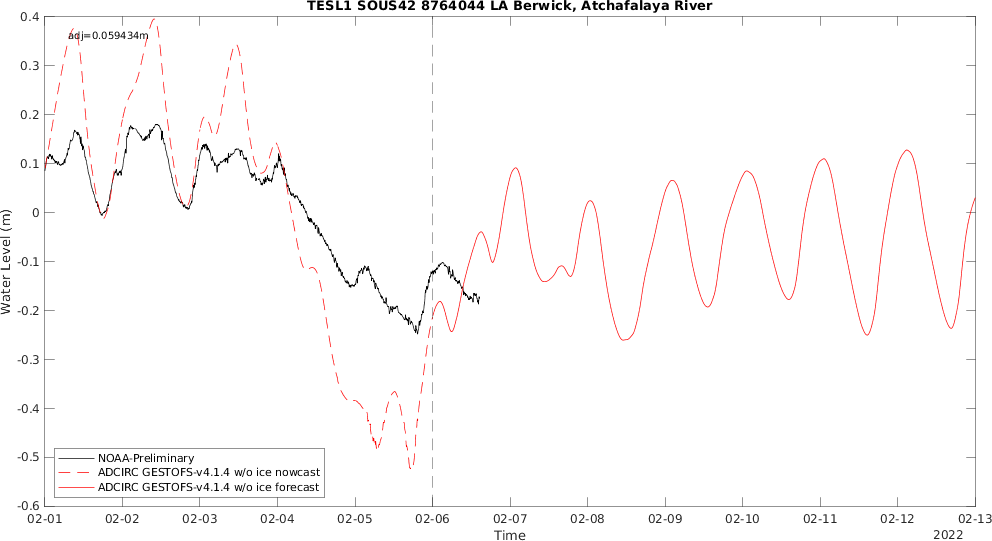 TESL1 SOUS42 8764044 LA Berwick, Atchafalaya River
adj=0.059434m
0.4
0.3
0.2
0.1
0
-0.1
-0.2
-0.3
-0.4
-0.5
-0.6
Water Level (m)
NOAA-Preliminary
ADCIRC GESTOFS-v4.1.4 w/o ice nowcast
ADCIRC GESTOFS-v4.1.4 w/o ice forecast
02-01 02-02 02-03 02-04 02-05 02-06 02-07 02-08 02-09 02-10 02-11 02-12 02-13
Time
2022